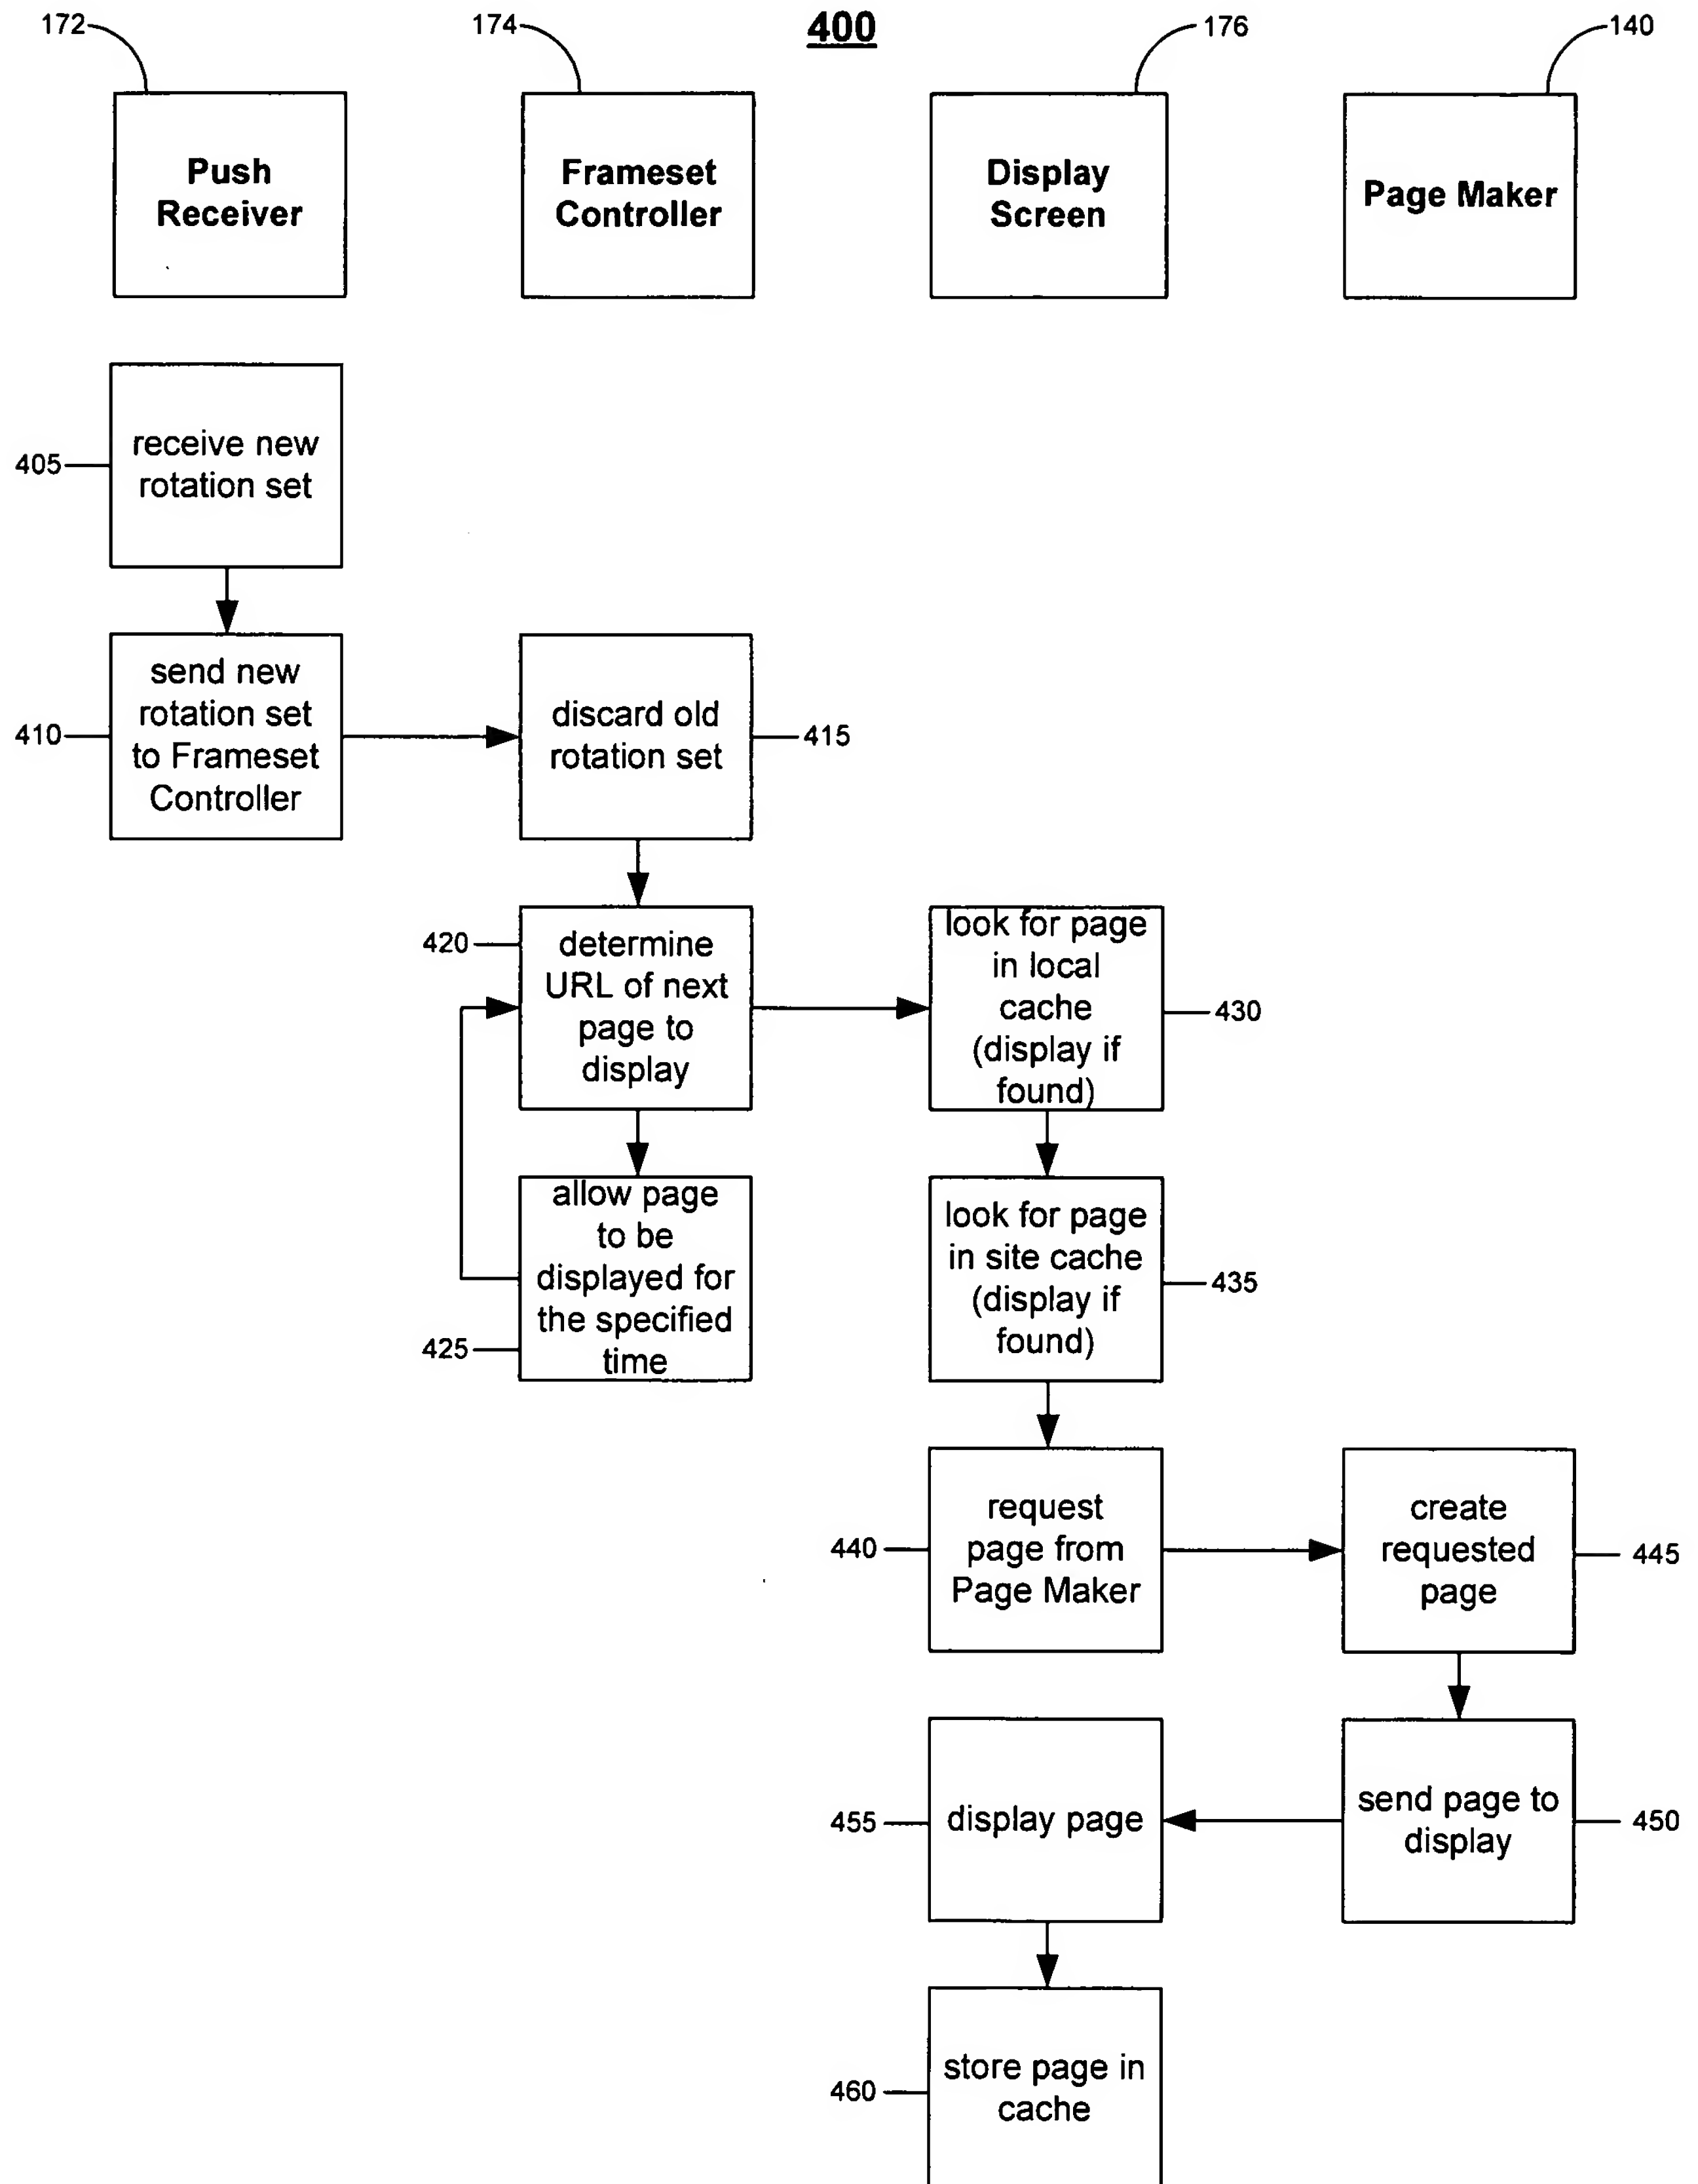 400
172
174
176
140
Push
Receiver
Frameset
Controller
Display
Screen
Page Maker
405
receive new
rotation set
410
send new
rotation set
to Frameset
Controller
discard old
rotation set
415
420
determine
URL of next
page to
display
look for page
in local
cache
(display if
found)
430
425
allow page
to be
displayed for
the specified
time
look for page
in site cache
(display if
found)
435
440
request
page from
Page Maker
create
requested
page
445
455
display page
send page to
display
450
460
store page in
cache